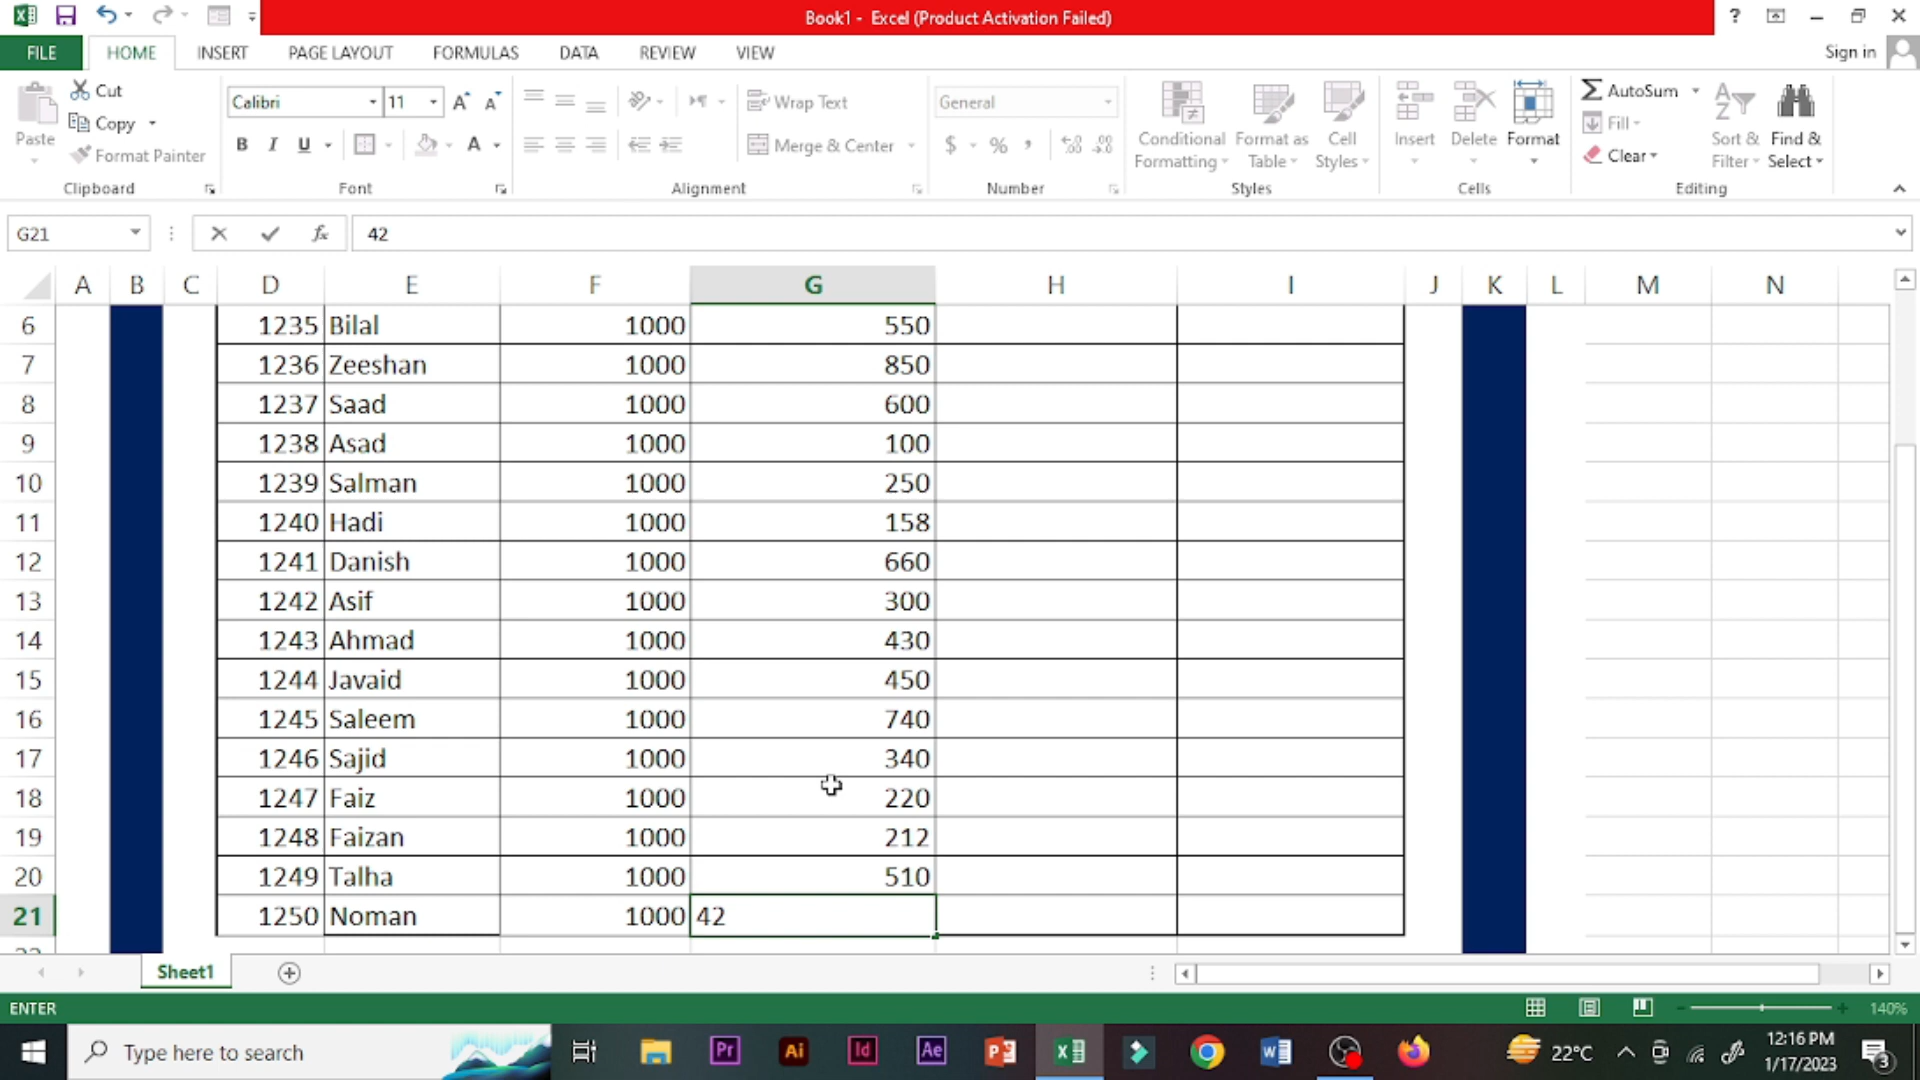 Book1 - Excel (Product Activation Failed)
?
FILE HOME INSERT PAGE LAYOUT FORMULAS DATA REVIEW VIEW Sign in
Paste
Cut
Copy
Format Painter
Clipboard
Calibri 11
B I U
Font
Wrap Text
Merge & Center
Alignment
General
$ % ,
Number
Conditional Formatting
Format as Table
Cell Styles
Styles
Insert
Delete
Format
Cells
AutoSum
Fill
Clear
Sort & Filter
Find & Select
Editing
G21 fx 42
A B C D E F G H I J K L M N
6 1235 Bilal 1000 550
7 1236 Zeeshan 1000 850
8 1237 Saad 1000 600
9 1238 Asad 1000 100
10 1239 Salman 1000 250
11 1240 Hadi 1000 158
12 1241 Danish 1000 660
13 1242 Asif 1000 300
14 1243 Ahmad 1000 430
15 1244 Javaid 1000 450
16 1245 Saleem 1000 740
17 1246 Sajid 1000 340
18 1247 Faiz 1000 220
19 1248 Faizan 1000 212
20 1249 Talha 1000 510
21 1250 Noman 1000 42
Sheet1
ENTER 140%
Type here to search
Pr Ai Id Ae
22°C
12:16 PM
1/17/2023
3